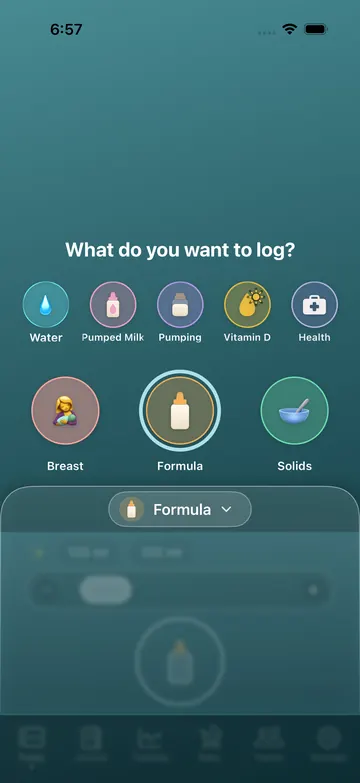 6:57
What do you want to log?
Water Pumped Milk Pumping Vitamin D Health
Breast Formula Solids
Formula